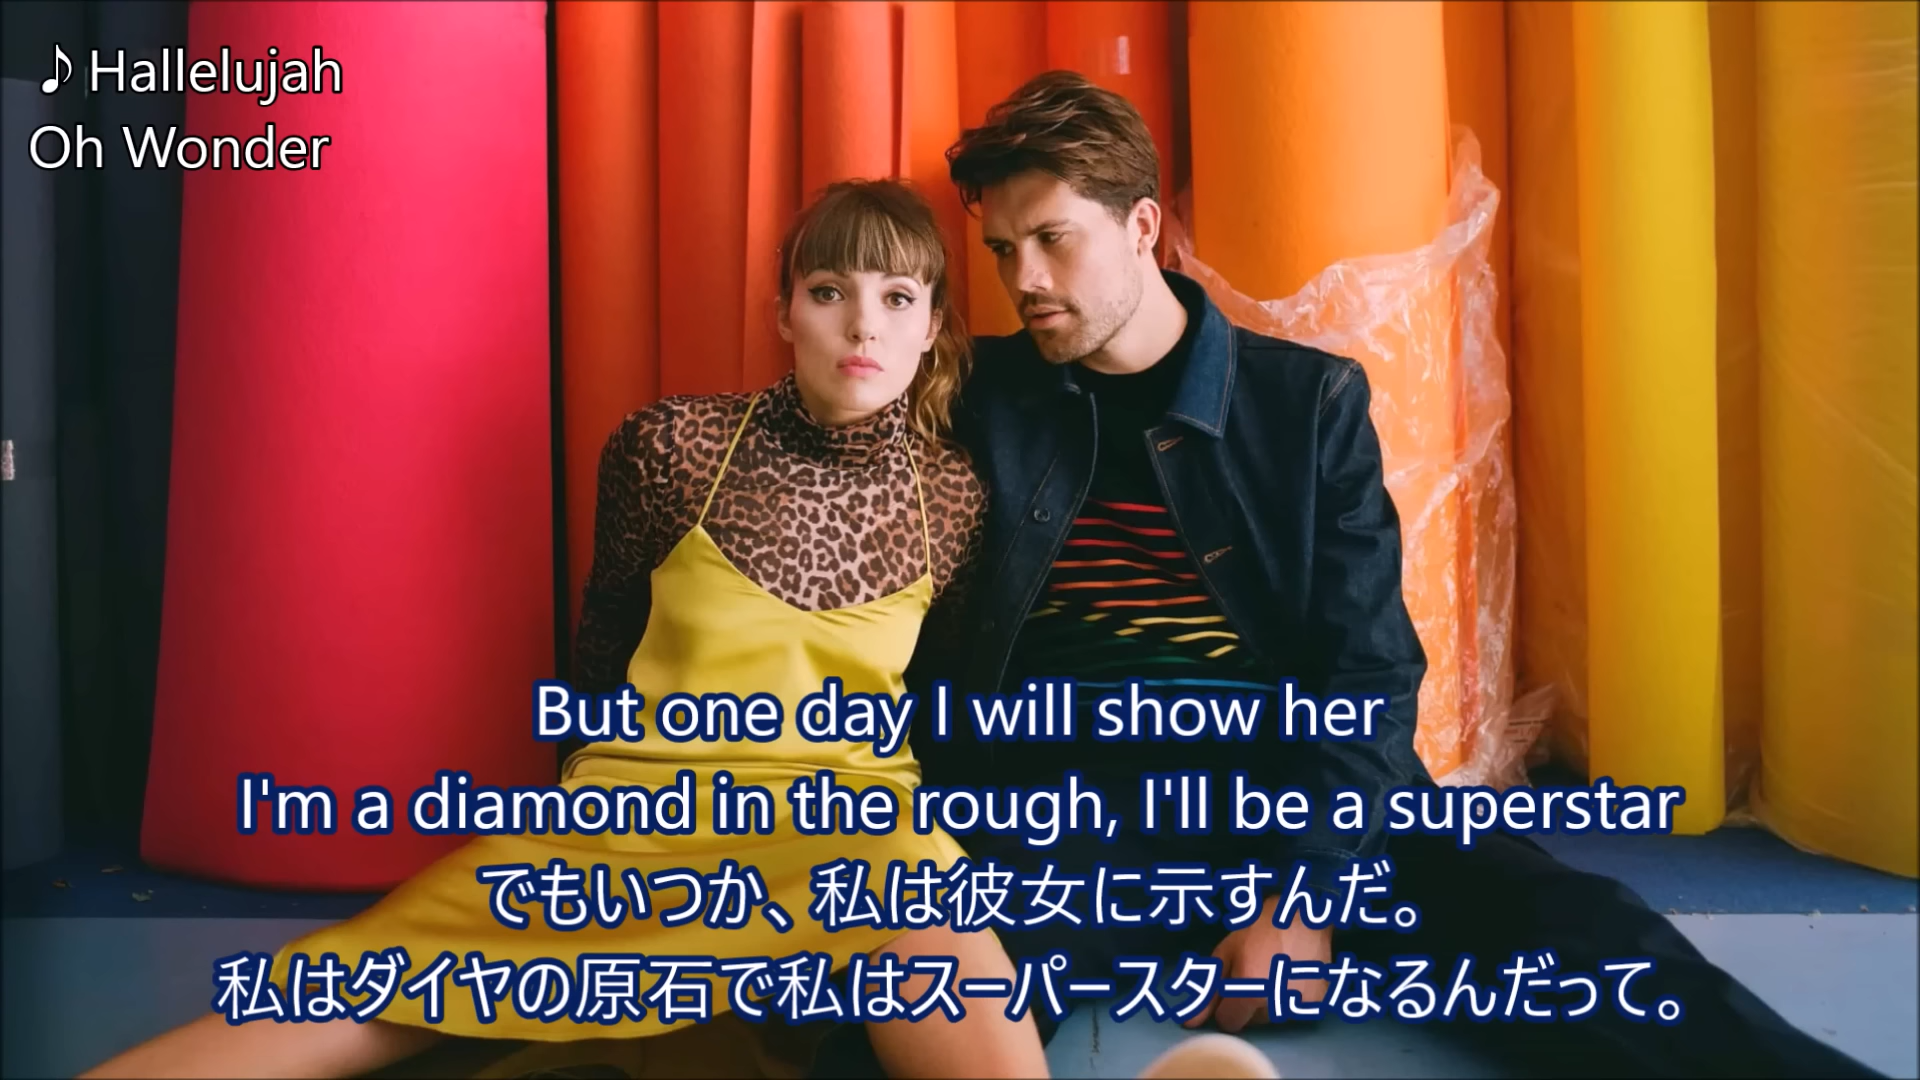 ♪Hallelujah
Oh Wonder
But one day I will show her
I'm a diamond in the rough, I'll be a superstar
でもいつか、私は彼女に示すんだ。
私はダイヤの原石で私はスーパースターになるんだって。